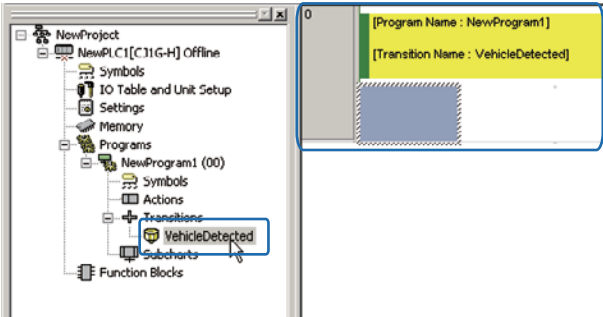 NewProject
NewPLC1[CJ1G-H] Offline
Symbols
IO Table and Unit Setup
Settings
Memory
Programs
NewProgram1 (00)
Symbols
Actions
Transitions
VehicleDetected
Subcharts
Function Blocks
0
[Program Name : NewProgram1]
[Transition Name : VehicleDetected]